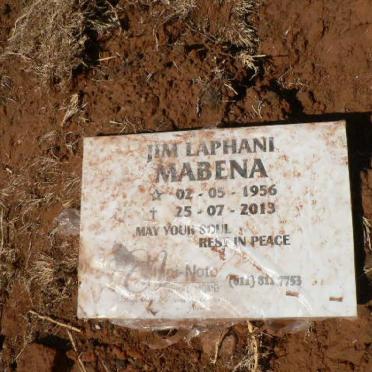 JIM LAPHANI
MABENA
☆ 02 - 05 - 1956
✝ 25 - 07 - 2013
MAY YOUR SOUL
REST IN PEACE
(011) 811 7753